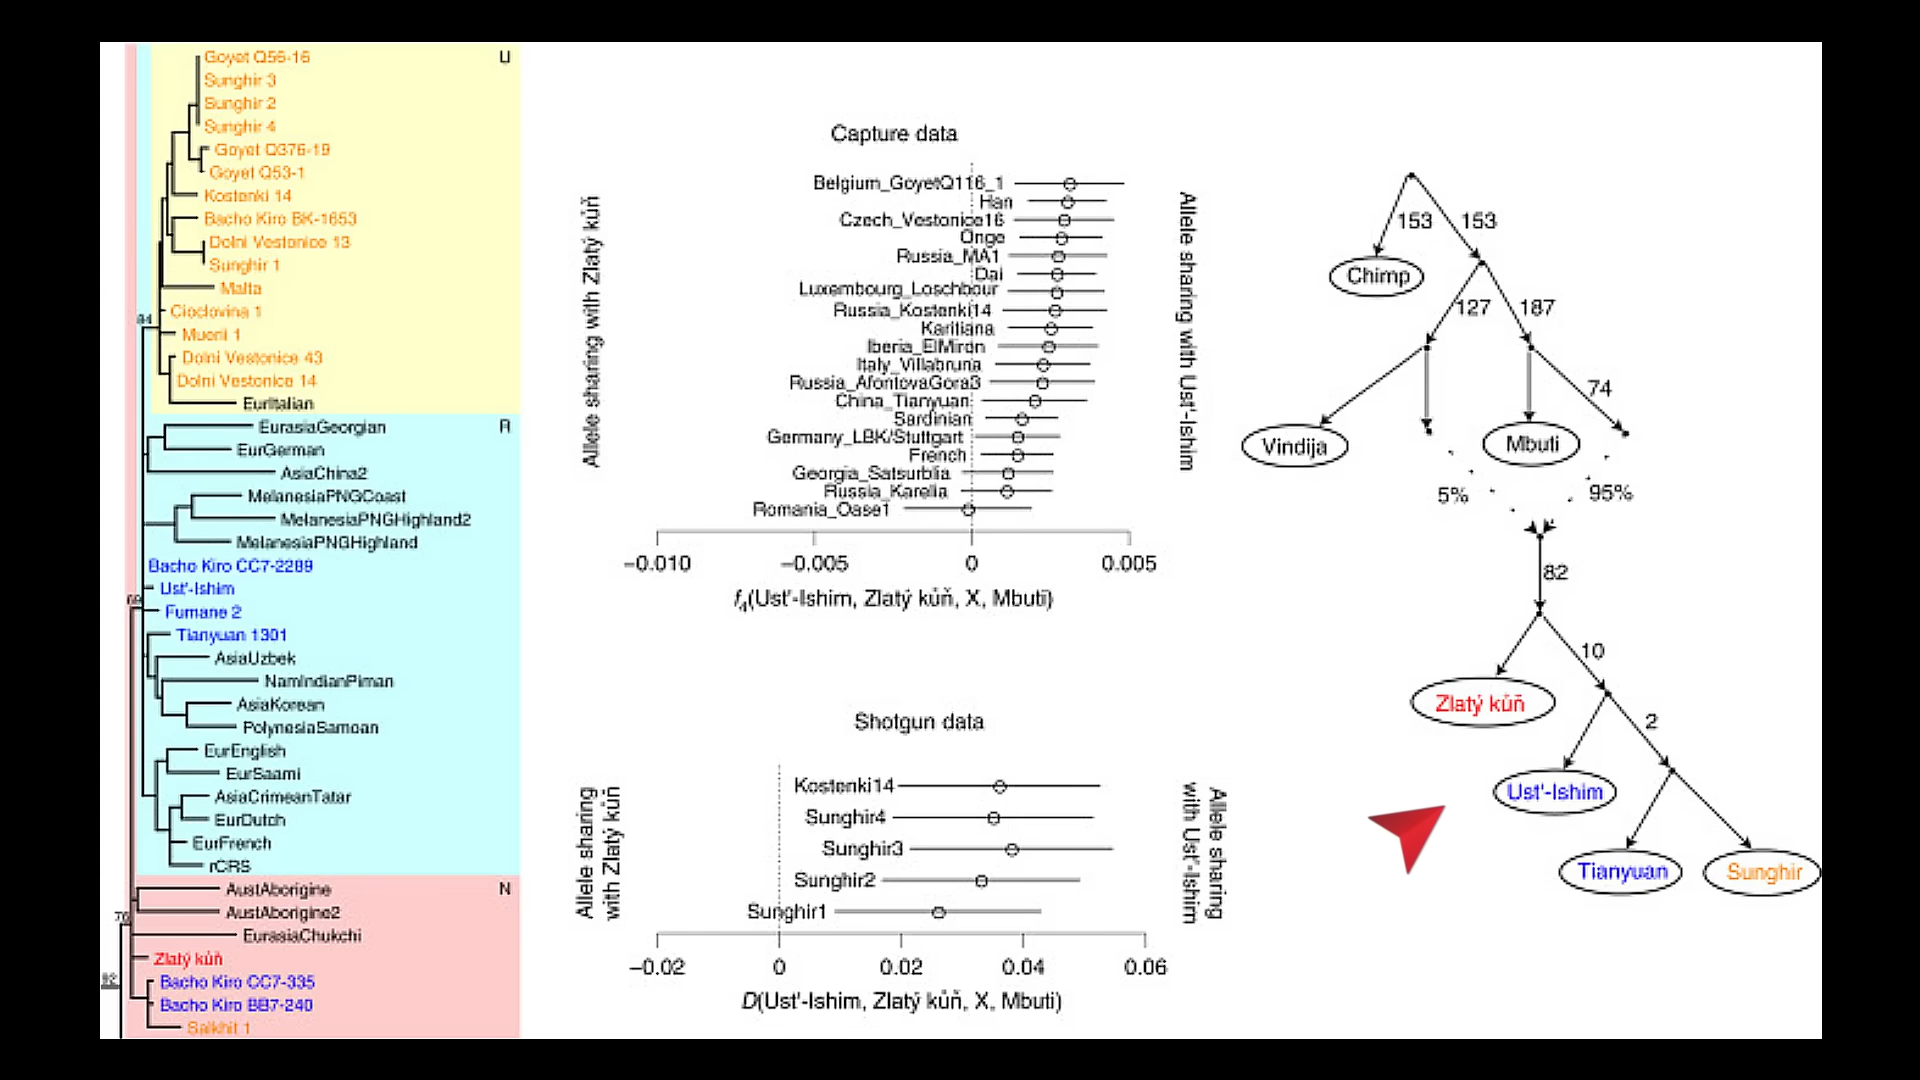 Goyet Q56-16
U
Sunghir 3
Sunghir 2
Sunghir 4
Goyet Q376-19
Goyet Q53-1
Kostenki 14
Bacho Kiro BK-1653
Dolni Vestonice 13
Sunghir 1
Malta
Cioclovina 1
84
Muerii 1
Dolni Vestonice 43
Dolni Vestonice 14
EurItalian
EurasiaGeorgian
R
EurGerman
AsiaChina2
MelanesiaPNGCoast
MelanesiaPNGHighland2
MelanesiaPNGHighland
Bacho Kiro CC7-2289
Ust'-Ishim
69
Fumane 2
Tianyuan 1301
AsiaUzbek
NamIndianPiman
AsiaKorean
PolynesiaSamoan
EurEnglish
EurSaami
AsiaCrimeanTatar
EurDutch
EurFrench
rCRS
AustAborigine
N
76
AustAborigine2
EurasiaChukchi
Zlatý kůň
92
Bacho Kiro CC7-335
Bacho Kiro BB7-240
Salkhit 1
Capture data
Allele sharing with Zlatý kůň
Belgium_GoyetQ116_1
Han
Czech_Vestonice16
Onge
Russia_MA1
Dai
Luxembourg_Loschbour
Russia_Kostenki14
Karitiana
Iberia_ElMiron
Italy_Villabruna
Russia_AfontovaGora3
China_Tianyuan
Sardinian
Germany_LBK/Stuttgart
French
Georgia_Satsurblia
Russia_Karelia
Romania_Oase1
Allele sharing with Ust'-Ishim
−0.010 −0.005 0 0.005
f4(Ust'-Ishim, Zlatý kůň, X, Mbuti)
Shotgun data
Allele sharing
with Zlatý kůň
Kostenki14
Sunghir4
Sunghir3
Sunghir2
Sunghir1
Allele sharing
with Ust'-Ishim
−0.02 0 0.02 0.04 0.06
D(Ust'-Ishim, Zlatý kůň, X, Mbuti)
153 153
Chimp
127 187
74
Vindija
Mbuti
5% 95%
82
10
Zlatý kůň
2
Ust'-Ishim
Tianyuan
Sunghir